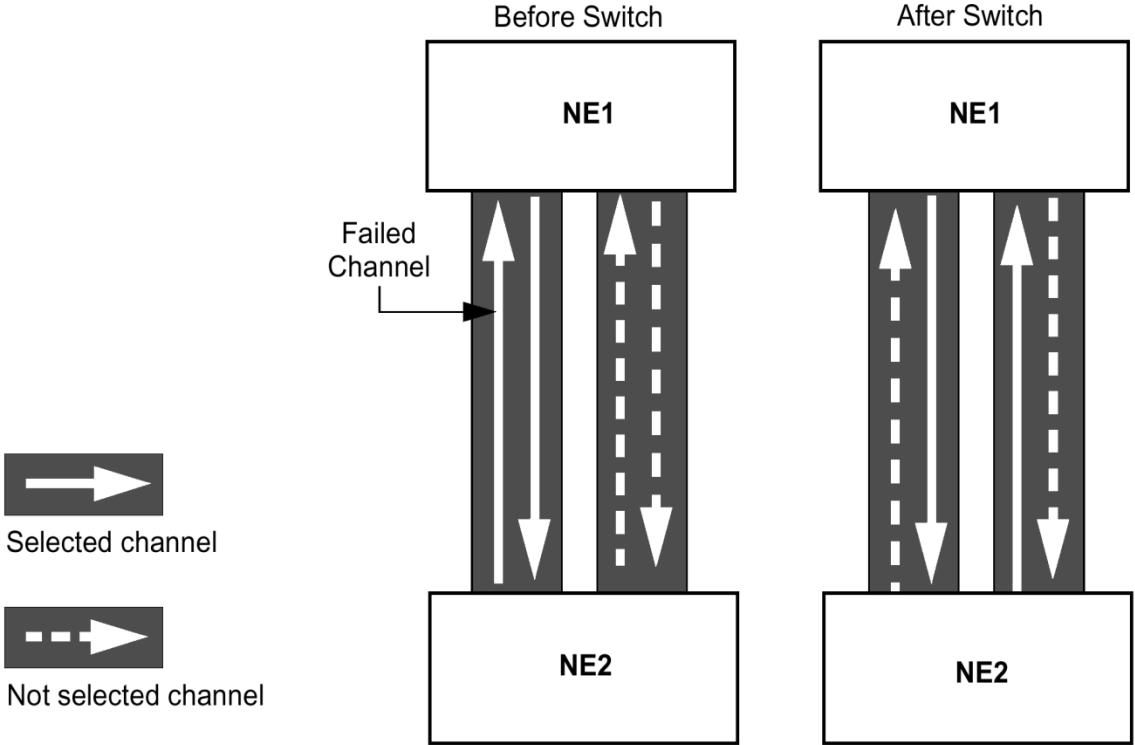 Before Switch
After Switch
NE1
NE1
Failed
Channel
Selected channel
Not selected channel
NE2
NE2